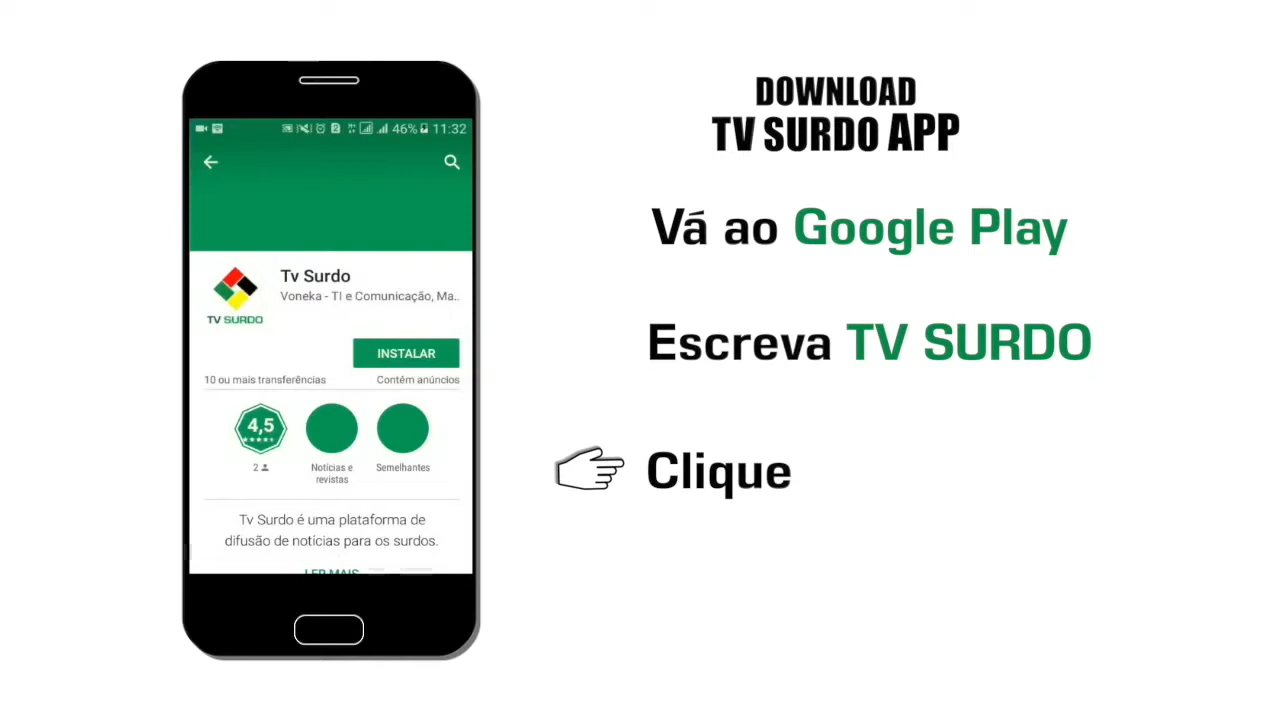 DOWNLOAD
TV SURDO APP
Vá ao Google Play
Escreva TV SURDO
Clique
46% 11:32
Tv Surdo
Voneka - TI e Comunicação, Ma..
TV SURDO
INSTALAR
10 ou mais transferências
Contém anúncios
4,5
2
Notícias e
revistas
Semelhantes
Tv Surdo é uma plataforma de
difusão de notícias para os surdos.
LER MAIS